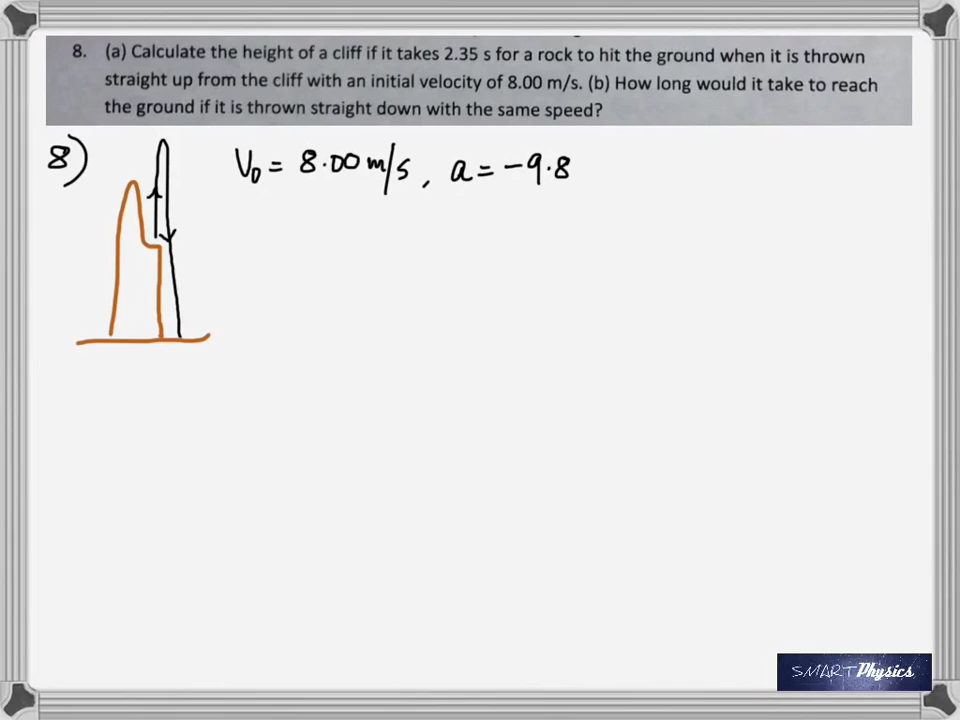 8. (a) Calculate the height of a cliff if it takes 2.35 s for a rock to hit the ground when it is thrown
straight up from the cliff with an initial velocity of 8.00 m/s. (b) How long would it take to reach
the ground if it is thrown straight down with the same speed?
8) V₀ = 8.00 m/s , a = -9.8
SMART Physics